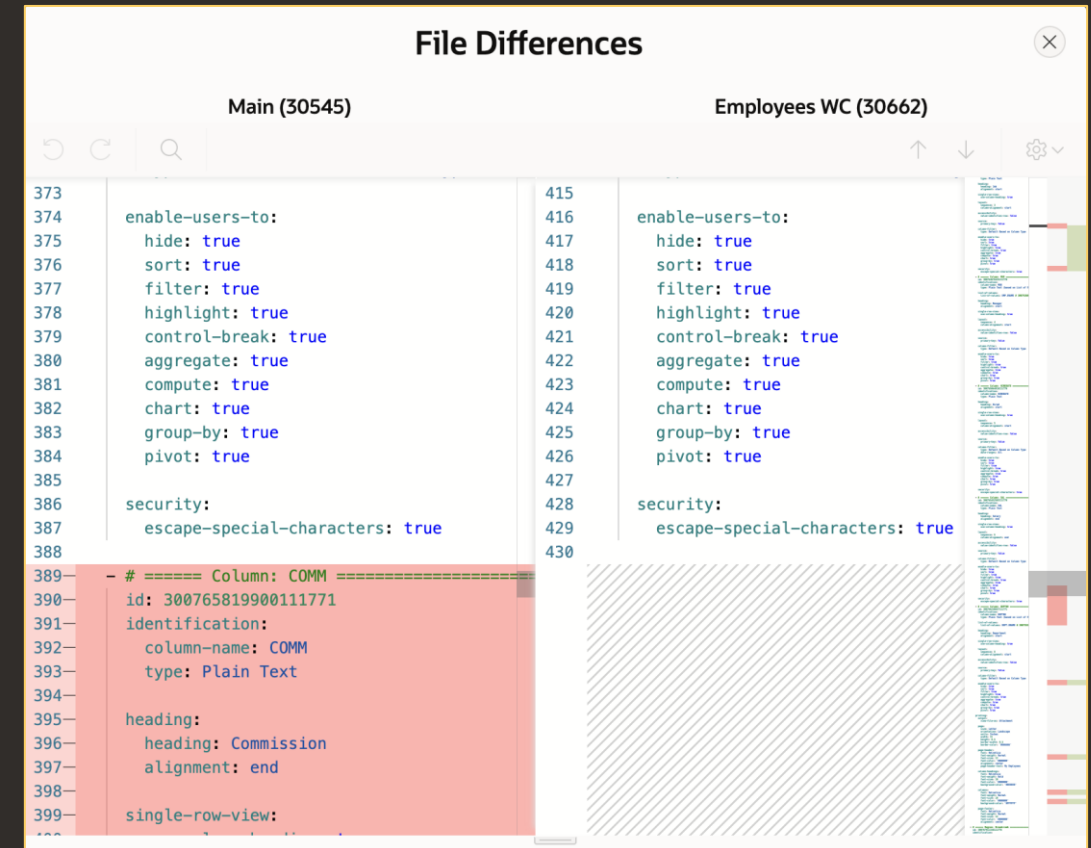 File Differences
Main (30545)
Employees WC (30662)
373
374 enable-users-to:
375 hide: true
376 sort: true
377 filter: true
378 highlight: true
379 control-break: true
380 aggregate: true
381 compute: true
382 chart: true
383 group-by: true
384 pivot: true
385
386 security:
387 escape-special-characters: true
388
389— - # ====== Column: COMM =====================
390— id: 300765819900111771
391— identification:
392— column-name: COMM
393— type: Plain Text
394—
395— heading:
396— heading: Commission
397— alignment: end
398—
399— single-row-view:
415
416 enable-users-to:
417 hide: true
418 sort: true
419 filter: true
420 highlight: true
421 control-break: true
422 aggregate: true
423 compute: true
424 chart: true
425 group-by: true
426 pivot: true
427
428 security:
429 escape-special-characters: true
430